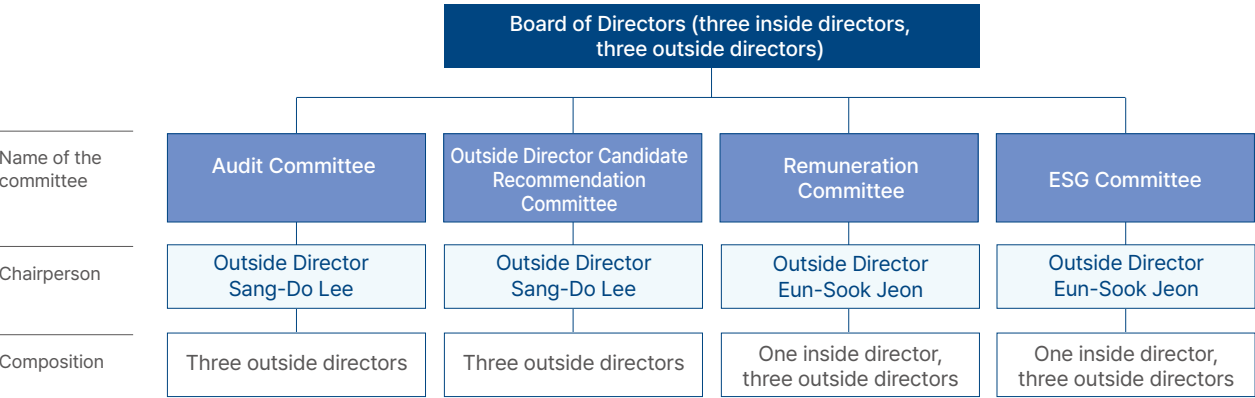 Board of Directors (three inside directors,
three outside directors)
Name of the
committee
Audit Committee
Outside Director Candidate
Recommendation
Committee
Remuneration
Committee
ESG Committee
Chairperson
Outside Director
Sang-Do Lee
Outside Director
Sang-Do Lee
Outside Director
Eun-Sook Jeon
Outside Director
Eun-Sook Jeon
Composition
Three outside directors
Three outside directors
One inside director,
three outside directors
One inside director,
three outside directors